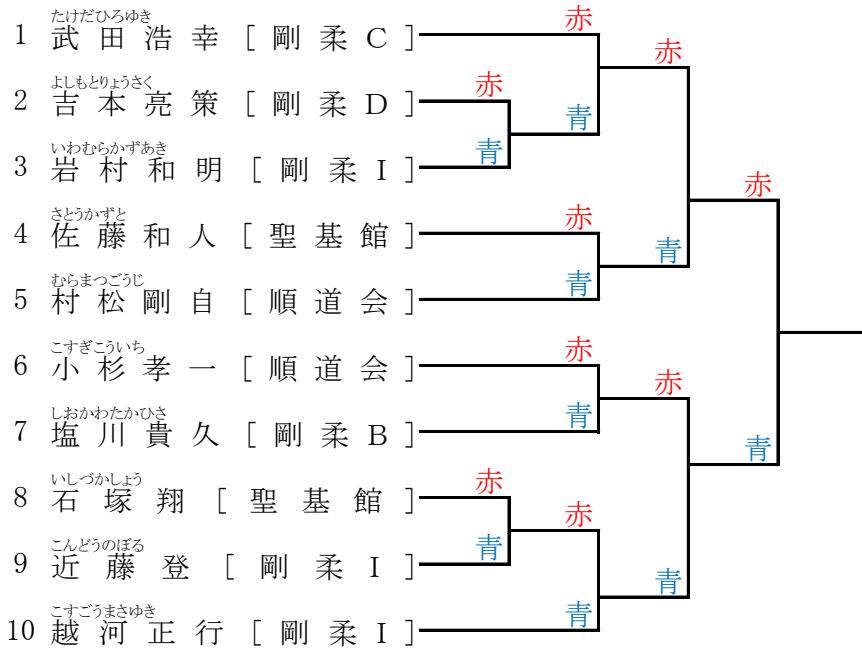 たけだひろゆき
赤
1 武田浩幸[剛柔C]
赤
よしもとりょうさく
赤
2 吉本亮策[剛柔D]
青
いわむらかずあき
青
3 岩村和明[剛柔I]
赤
さとうかずと
赤
4 佐藤和人[聖基館]
青
むらまつごうじ
青
5 村松剛自[順道会]
こすぎこういち
赤
6 小杉孝一[順道会]
赤
しおかわたかひさ
青
7 塩川貴久[剛柔B]
青
いしづかしょう
赤
8 石塚翔[聖基館]
赤
こんどうのぼる
青
9 近藤登[剛柔I]
青
こすごうまさゆき
青
10 越河正行[剛柔I]